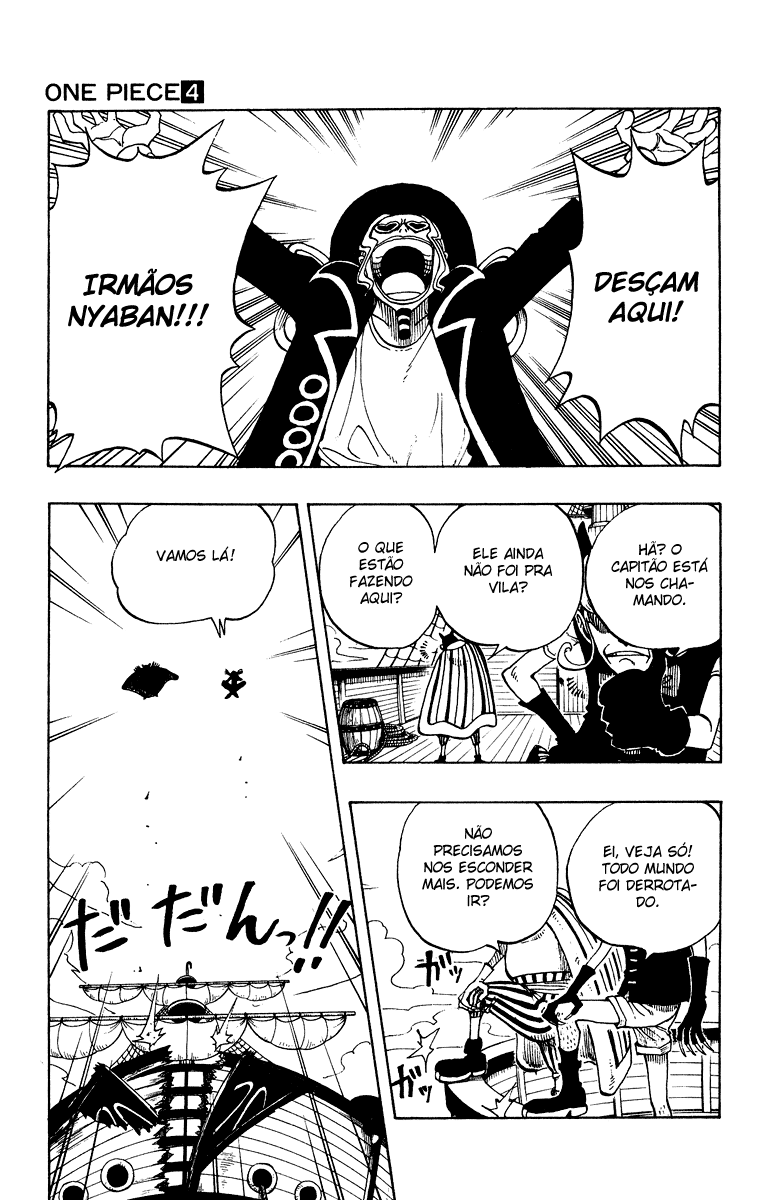 ONE PIECE 4
DESÇAM
AQUI!
IRMÃOS
NYABAN!!!
HÃ? O
CAPITÃO ESTÁ
NOS CHA-
MANDO.
ELE AINDA
NÃO FOI PRA
VILA?
O QUE
ESTÃO
FAZENDO
AQUI?
EI, VEJA SÓ!
TODO MUNDO
FOI DERROTA-
DO.
NÃO
PRECISAMOS
NOS ESCONDER
MAIS. PODEMOS
IR?
ガッ
ガッ
VAMOS LÁ!
だだんっ!!